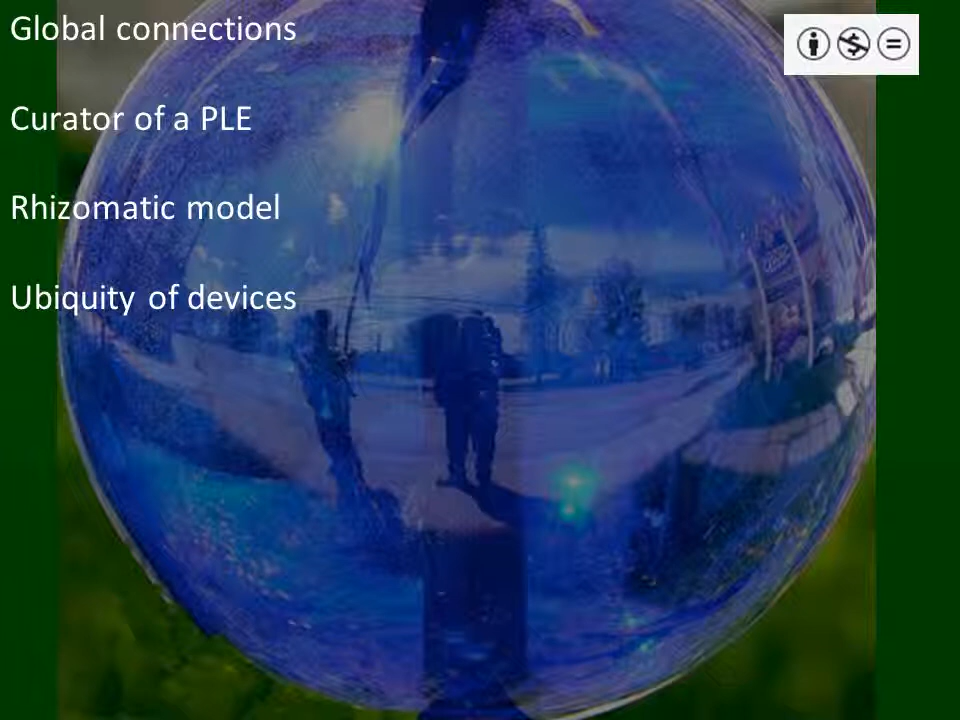 Global connections
Curator of a PLE
Rhizomatic model
Ubiquity of devices